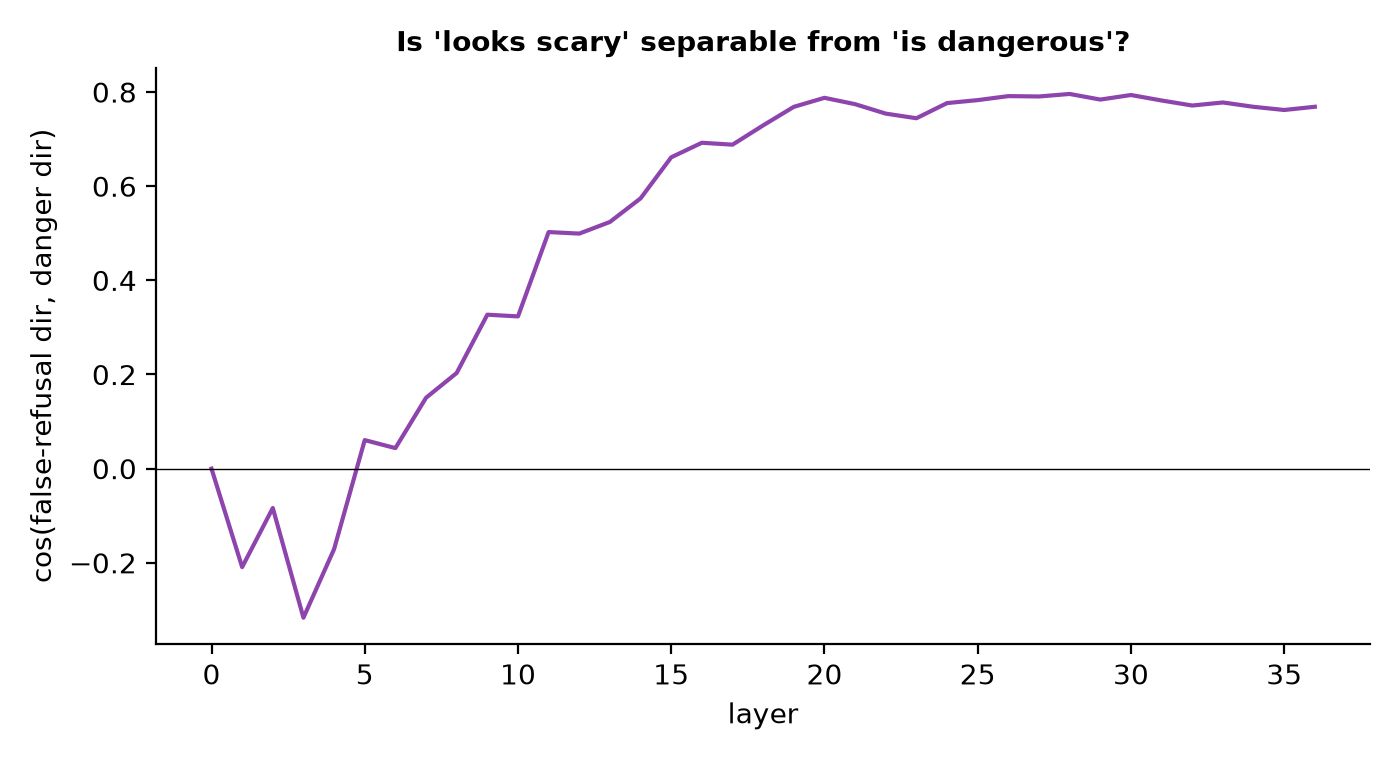 Is 'looks scary' separable from 'is dangerous'?
cos(false-refusal dir, danger dir)
0.8
0.6
0.4
0.2
0.0
−0.2
0 5 10 15 20 25 30 35
layer